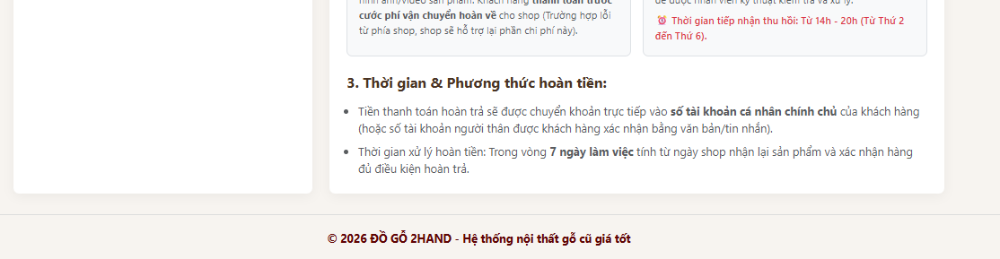 hình ảnh/video sản phẩm. Khách hàng thanh toán trước
cước phí vận chuyển hoàn về cho shop (Trường hợp lỗi
từ phía shop, shop sẽ hỗ trợ lại phần chi phí này).
để được nhân viên kỹ thuật kiểm tra và xử lý.
⏰ Thời gian tiếp nhận thu hồi: Từ 14h - 20h (Từ Thứ 2
đến Thứ 6).
3. Thời gian & Phương thức hoàn tiền:
• Tiền thanh toán hoàn trả sẽ được chuyển khoản trực tiếp vào số tài khoản cá nhân chính chủ của khách hàng
(hoặc số tài khoản người thân được khách hàng xác nhận bằng văn bản/tin nhắn).
• Thời gian xử lý hoàn tiền: Trong vòng 7 ngày làm việc tính từ ngày shop nhận lại sản phẩm và xác nhận hàng
đủ điều kiện hoàn trả.
© 2026 ĐỒ GỖ 2HAND - Hệ thống nội thất gỗ cũ giá tốt